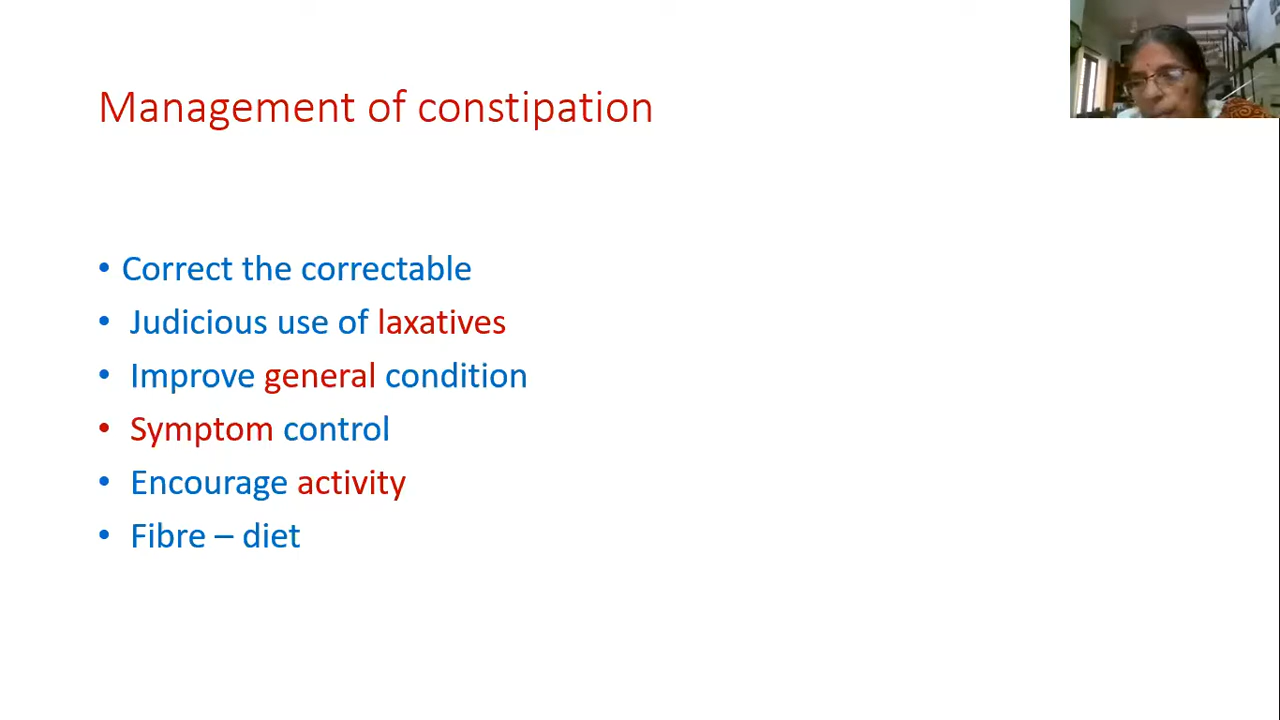 Management of constipation
• Correct the correctable
• Judicious use of laxatives
• Improve general condition
• Symptom control
• Encourage activity
• Fibre – diet